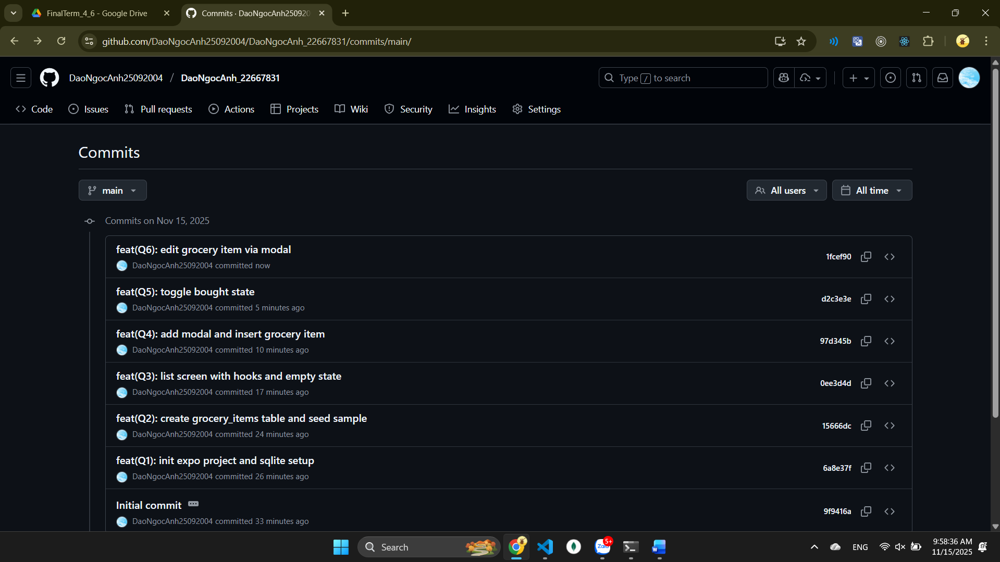 FinalTerm_4_6 - Google Drive
Commits · DaoNgocAnh250920
github.com/DaoNgocAnh25092004/DaoNgocAnh_22667831/commits/main/
DaoNgocAnh25092004 / DaoNgocAnh_22667831
Type / to search
Code
Issues
Pull requests
Actions
Projects
Wiki
Security
Insights
Settings
Commits
main
All users
All time
Commits on Nov 15, 2025
feat(Q6): edit grocery item via modal
DaoNgocAnh25092004 committed now
1fcef90
feat(Q5): toggle bought state
DaoNgocAnh25092004 committed 5 minutes ago
d2c3e3e
feat(Q4): add modal and insert grocery item
DaoNgocAnh25092004 committed 10 minutes ago
97d345b
feat(Q3): list screen with hooks and empty state
DaoNgocAnh25092004 committed 17 minutes ago
0ee3d4d
feat(Q2): create grocery_items table and seed sample
DaoNgocAnh25092004 committed 24 minutes ago
15666dc
feat(Q1): init expo project and sqlite setup
DaoNgocAnh25092004 committed 26 minutes ago
6a8e37f
Initial commit
DaoNgocAnh25092004 committed 33 minutes ago
9f9416a
Search
Zalo
5+
W
ENG
9:58:36 AM
11/15/2025